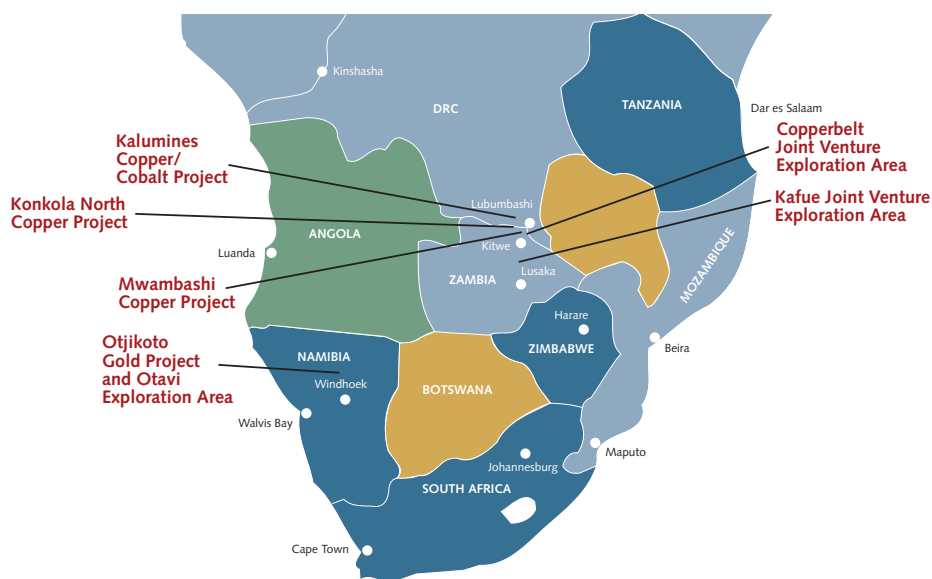 Kinshasha
DRC
TANZANIA
Dar es Salaam
Kalumines
Copper/
Cobalt Project
Copperbelt
Joint Venture
Exploration Area
Konkola North
Copper Project
Lubumbashi
Kafue Joint Venture
Exploration Area
ANGOLA
Luanda
Kitwe
MOZAMBIQUE
Mwambashi
Copper Project
ZAMBIA
Lusaka
Harare
Otjikoto
Gold Project
and Otavi
Exploration Area
NAMIBIA
ZIMBABWE
Beira
Windhoek
BOTSWANA
Walvis Bay
Maputo
Johannesburg
SOUTH AFRICA
Cape Town